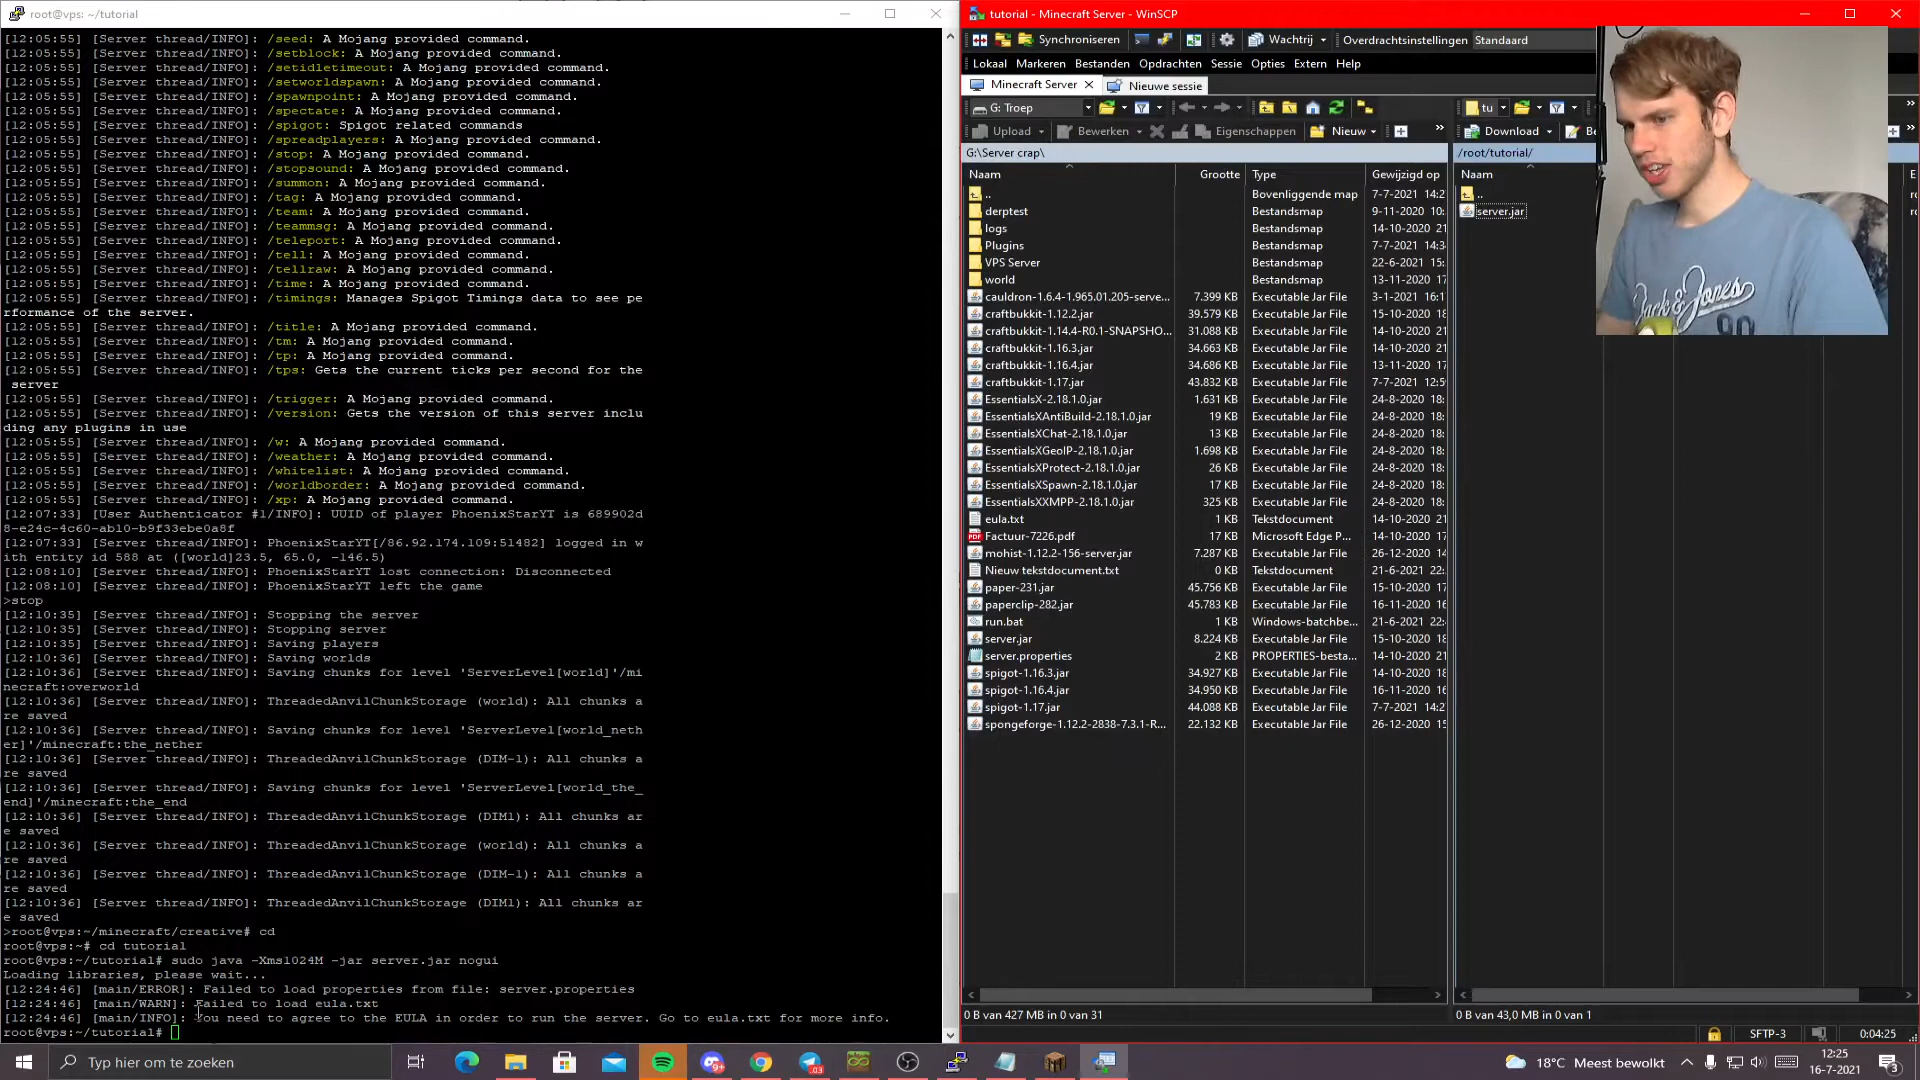 root@vps: ~/tutorial
[12:05:55] [Server thread/INFO]: /seed: A Mojang provided command.
[12:05:55] [Server thread/INFO]: /setblock: A Mojang provided command.
[12:05:55] [Server thread/INFO]: /setidletimeout: A Mojang provided command.
[12:05:55] [Server thread/INFO]: /setworldspawn: A Mojang provided command.
[12:05:55] [Server thread/INFO]: /spawnpoint: A Mojang provided command.
[12:05:55] [Server thread/INFO]: /spectate: A Mojang provided command.
[12:05:55] [Server thread/INFO]: /spigot: Spigot related commands
[12:05:55] [Server thread/INFO]: /spreadplayers: A Mojang provided command.
[12:05:55] [Server thread/INFO]: /stop: A Mojang provided command.
[12:05:55] [Server thread/INFO]: /stopsound: A Mojang provided command.
[12:05:55] [Server thread/INFO]: /summon: A Mojang provided command.
[12:05:55] [Server thread/INFO]: /tag: A Mojang provided command.
[12:05:55] [Server thread/INFO]: /team: A Mojang provided command.
[12:05:55] [Server thread/INFO]: /teammsg: A Mojang provided command.
[12:05:55] [Server thread/INFO]: /teleport: A Mojang provided command.
[12:05:55] [Server thread/INFO]: /tell: A Mojang provided command.
[12:05:55] [Server thread/INFO]: /tellraw: A Mojang provided command.
[12:05:55] [Server thread/INFO]: /time: A Mojang provided command.
[12:05:55] [Server thread/INFO]: /timings: Manages Spigot Timings data to see pe
rformance of the server.
[12:05:55] [Server thread/INFO]: /title: A Mojang provided command.
[12:05:55] [Server thread/INFO]: /tm: A Mojang provided command.
[12:05:55] [Server thread/INFO]: /tp: A Mojang provided command.
[12:05:55] [Server thread/INFO]: /tps: Gets the current ticks per second for the
server
[12:05:55] [Server thread/INFO]: /trigger: A Mojang provided command.
[12:05:55] [Server thread/INFO]: /version: Gets the version of this server inclu
ding any plugins in use
[12:05:55] [Server thread/INFO]: /w: A Mojang provided command.
[12:05:55] [Server thread/INFO]: /weather: A Mojang provided command.
[12:05:55] [Server thread/INFO]: /whitelist: A Mojang provided command.
[12:05:55] [Server thread/INFO]: /worldborder: A Mojang provided command.
[12:05:55] [Server thread/INFO]: /xp: A Mojang provided command.
[12:07:33] [User Authenticator #1/INFO]: UUID of player PhoenixStarYT is 689902d
8-e24c-4c60-ab10-b9f33ebe0a8f
[12:07:33] [Server thread/INFO]: PhoenixStarYT[/86.92.174.109:51482] logged in w
ith entity id 588 at ([world]23.5, 65.0, -146.5)
[12:08:10] [Server thread/INFO]: PhoenixStarYT lost connection: Disconnected
[12:08:10] [Server thread/INFO]: PhoenixStarYT left the game
>stop
[12:10:35] [Server thread/INFO]: Stopping the server
[12:10:35] [Server thread/INFO]: Stopping server
[12:10:35] [Server thread/INFO]: Saving players
[12:10:36] [Server thread/INFO]: Saving worlds
[12:10:36] [Server thread/INFO]: Saving chunks for level 'ServerLevel[world]'/mi
necraft:overworld
[12:10:36] [Server thread/INFO]: ThreadedAnvilChunkStorage (world): All chunks a
re saved
[12:10:36] [Server thread/INFO]: Saving chunks for level 'ServerLevel[world_neth
er]'/minecraft:the_nether
[12:10:36] [Server thread/INFO]: ThreadedAnvilChunkStorage (DIM-1): All chunks a
re saved
[12:10:36] [Server thread/INFO]: Saving chunks for level 'ServerLevel[world_the_
end]'/minecraft:the_end
[12:10:36] [Server thread/INFO]: ThreadedAnvilChunkStorage (DIM1): All chunks ar
e saved
[12:10:36] [Server thread/INFO]: ThreadedAnvilChunkStorage (world): All chunks a
re saved
[12:10:36] [Server thread/INFO]: ThreadedAnvilChunkStorage (DIM-1): All chunks a
re saved
[12:10:36] [Server thread/INFO]: ThreadedAnvilChunkStorage (DIM1): All chunks ar
e saved
>root@vps:~/minecraft/creative# cd
root@vps:~# cd tutorial
root@vps:~/tutorial# sudo java -Xms1024M -jar server.jar nogui
Loading libraries, please wait...
[12:24:46] [main/ERROR]: Failed to load properties from file: server.properties
[12:24:46] [main/WARN]: Failed to load eula.txt
[12:24:46] [main/INFO]: You need to agree to the EULA in order to run the server. Go to eula.txt for more info.
root@vps:~/tutorial#
tutorial - Minecraft Server - WinSCP
Synchroniseren Wachtrij Overdrachtsinstellingen Standaard
Lokaal Markeren Bestanden Opdrachten Sessie Opties Extern Help
Minecraft Server Nieuwe sessie
G: Troep
Upload Bewerken Eigenschappen Nieuw
G:\Server crap\
Naam Grootte Type Gewijzigd op
.. Bovenliggende map 7-7-2021 14:2
derptest Bestandsmap 9-11-2020 10:
logs Bestandsmap 14-10-2020 21
Plugins Bestandsmap 7-7-2021 14:3
VPS Server Bestandsmap 22-6-2021 15:
world Bestandsmap 13-11-2020 17
cauldron-1.6.4-1.965.01.205-serve... 7.399 KB Executable Jar File 3-1-2021 16:1
craftbukkit-1.12.2.jar 39.579 KB Executable Jar File 15-10-2020 18
craftbukkit-1.14.4-R0.1-SNAPSHO... 31.088 KB Executable Jar File 14-10-2020 21
craftbukkit-1.16.3.jar 34.663 KB Executable Jar File 14-10-2020 21
craftbukkit-1.16.4.jar 34.686 KB Executable Jar File 13-11-2020 17
craftbukkit-1.17.jar 43.832 KB Executable Jar File 7-7-2021 12:5
EssentialsX-2.18.1.0.jar 1.631 KB Executable Jar File 24-8-2020 18:
EssentialsXAntiBuild-2.18.1.0.jar 19 KB Executable Jar File 24-8-2020 18:
EssentialsXChat-2.18.1.0.jar 13 KB Executable Jar File 24-8-2020 18:
EssentialsXGeoIP-2.18.1.0.jar 1.698 KB Executable Jar File 24-8-2020 18:
EssentialsXProtect-2.18.1.0.jar 26 KB Executable Jar File 24-8-2020 18:
EssentialsXSpawn-2.18.1.0.jar 17 KB Executable Jar File 24-8-2020 18:
EssentialsXXMPP-2.18.1.0.jar 325 KB Executable Jar File 24-8-2020 18:
eula.txt 1 KB Tekstdocument 14-10-2020 21
Factuur-7226.pdf 17 KB Microsoft Edge P... 14-10-2020 18
mohist-1.12.2-156-server.jar 7.287 KB Executable Jar File 26-12-2020 14
Nieuw tekstdocument.txt 0 KB Tekstdocument 21-6-2021 22:
paper-231.jar 45.756 KB Executable Jar File 15-10-2020 17
paperclip-282.jar 45.783 KB Executable Jar File 16-11-2020 16
run.bat 1 KB Windows-batchbe... 21-6-2021 22:
server.jar 8.224 KB Executable Jar File 15-10-2020 18
server.properties 2 KB PROPERTIES-besta... 14-10-2020 21
spigot-1.16.3.jar 34.927 KB Executable Jar File 14-10-2020 18
spigot-1.16.4.jar 34.950 KB Executable Jar File 16-11-2020 16
spigot-1.17.jar 44.088 KB Executable Jar File 7-7-2021 14:2
spongeforge-1.12.2-2838-7.3.1-R... 22.132 KB Executable Jar File 26-12-2020 15
0 B van 427 MB in 0 van 31
tu
Download Be
/root/tutorial/
Naam
..
server.jar
Jack & Jones
90
0 B van 43,0 MB in 0 van 1
SFTP-3 0:04:25
Typ hier om te zoeken
9+
.03
18°C Meest bewolkt
12:25
16-7-2021
3